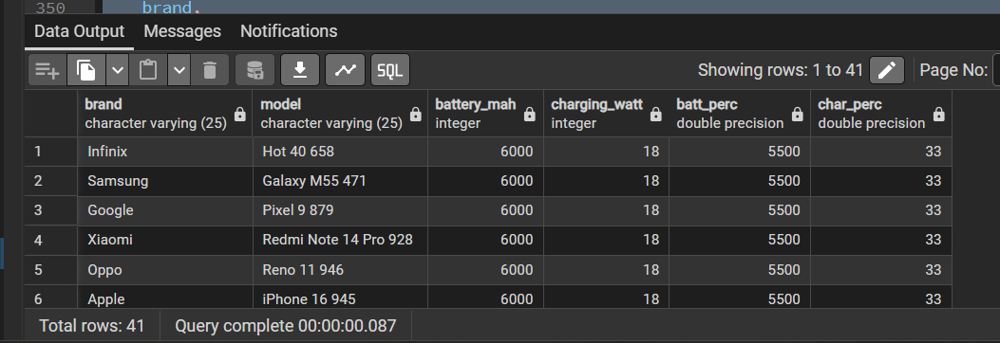 350 brand.
Data Output Messages Notifications
SQL Showing rows: 1 to 41 Page No:
brand model battery_mah charging_watt batt_perc char_perc
character varying (25) character varying (25) integer integer double precision double precision
1 Infinix Hot 40 658 6000 18 5500 33
2 Samsung Galaxy M55 471 6000 18 5500 33
3 Google Pixel 9 879 6000 18 5500 33
4 Xiaomi Redmi Note 14 Pro 928 6000 18 5500 33
5 Oppo Reno 11 946 6000 18 5500 33
6 Apple iPhone 16 945 6000 18 5500 33
Total rows: 41 Query complete 00:00:00.087